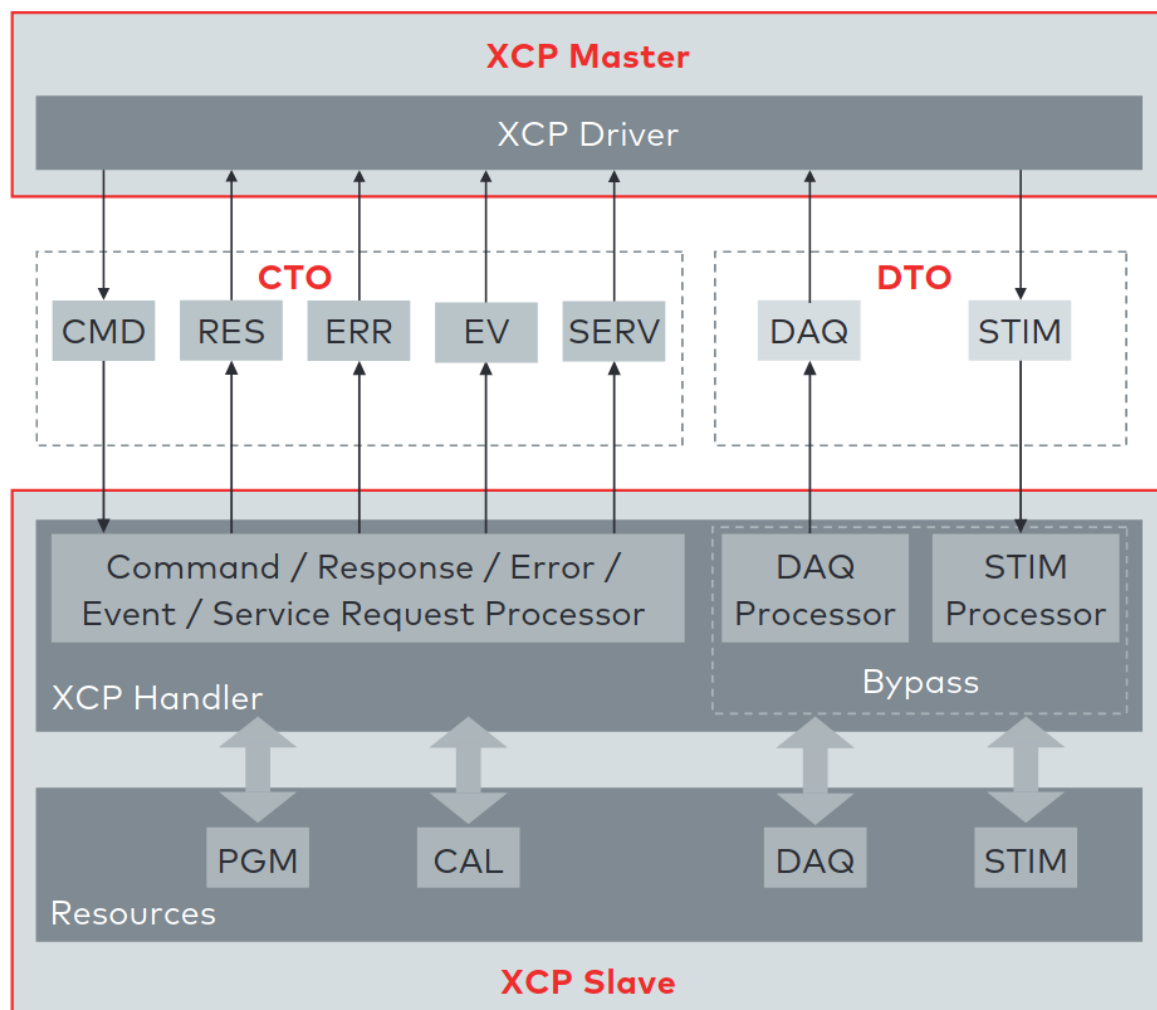 XCP Master
XCP Driver
CTO
DTO
CMD
RES
ERR
EV
SERV
DAQ
STIM
Command / Response / Error /
Event / Service Request Processor
DAQ
Processor
STIM
Processor
XCP Handler
Bypass
PGM
CAL
DAQ
STIM
Resources
XCP Slave